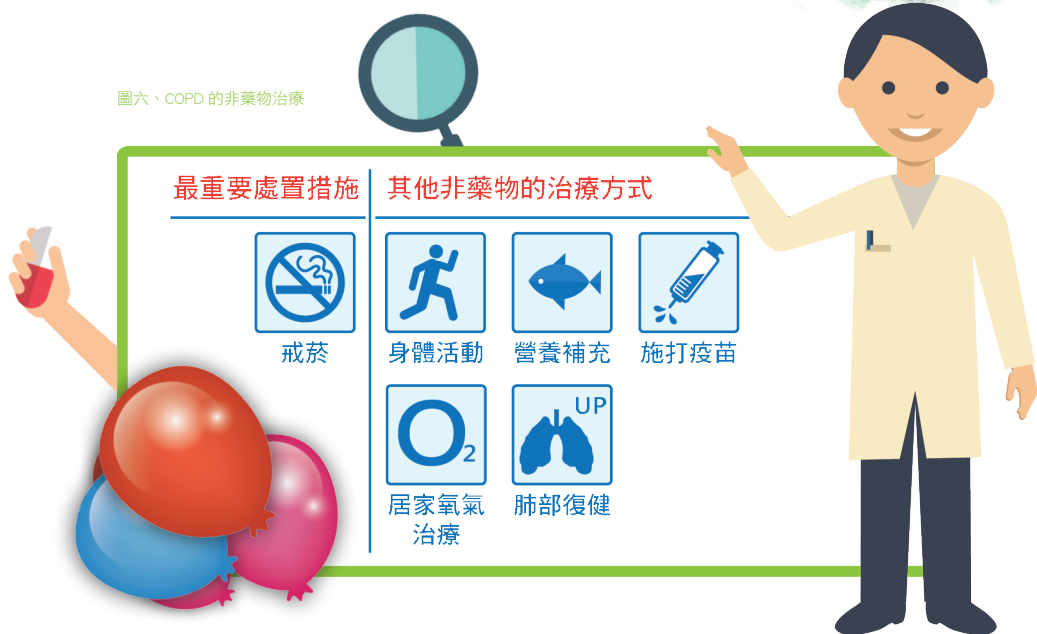 圖六、COPD 的非藥物治療
最重要處置措施
其他非藥物的治療方式
戒菸
身體活動
營養補充
施打疫苗
O2
UP
居家氧氣
治療
肺部復健